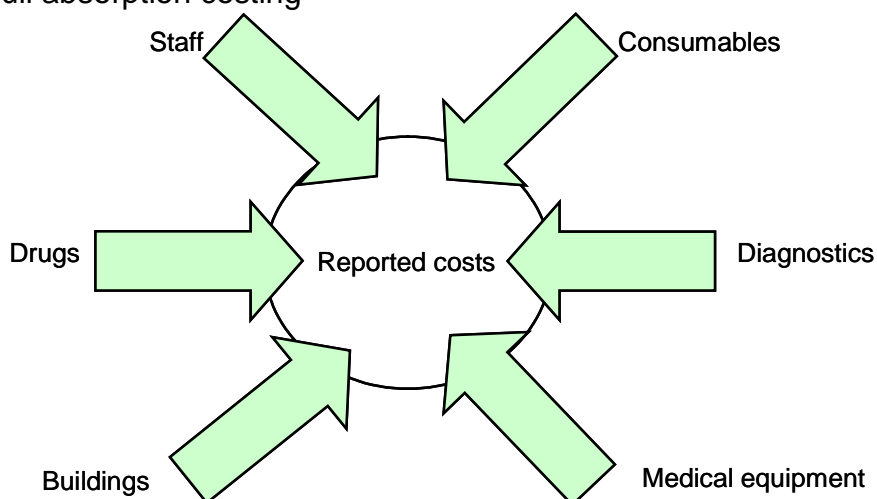 absorption costing
Staff
Consumables
Drugs
Reported costs
Diagnostics
Buildings
Medical equipment